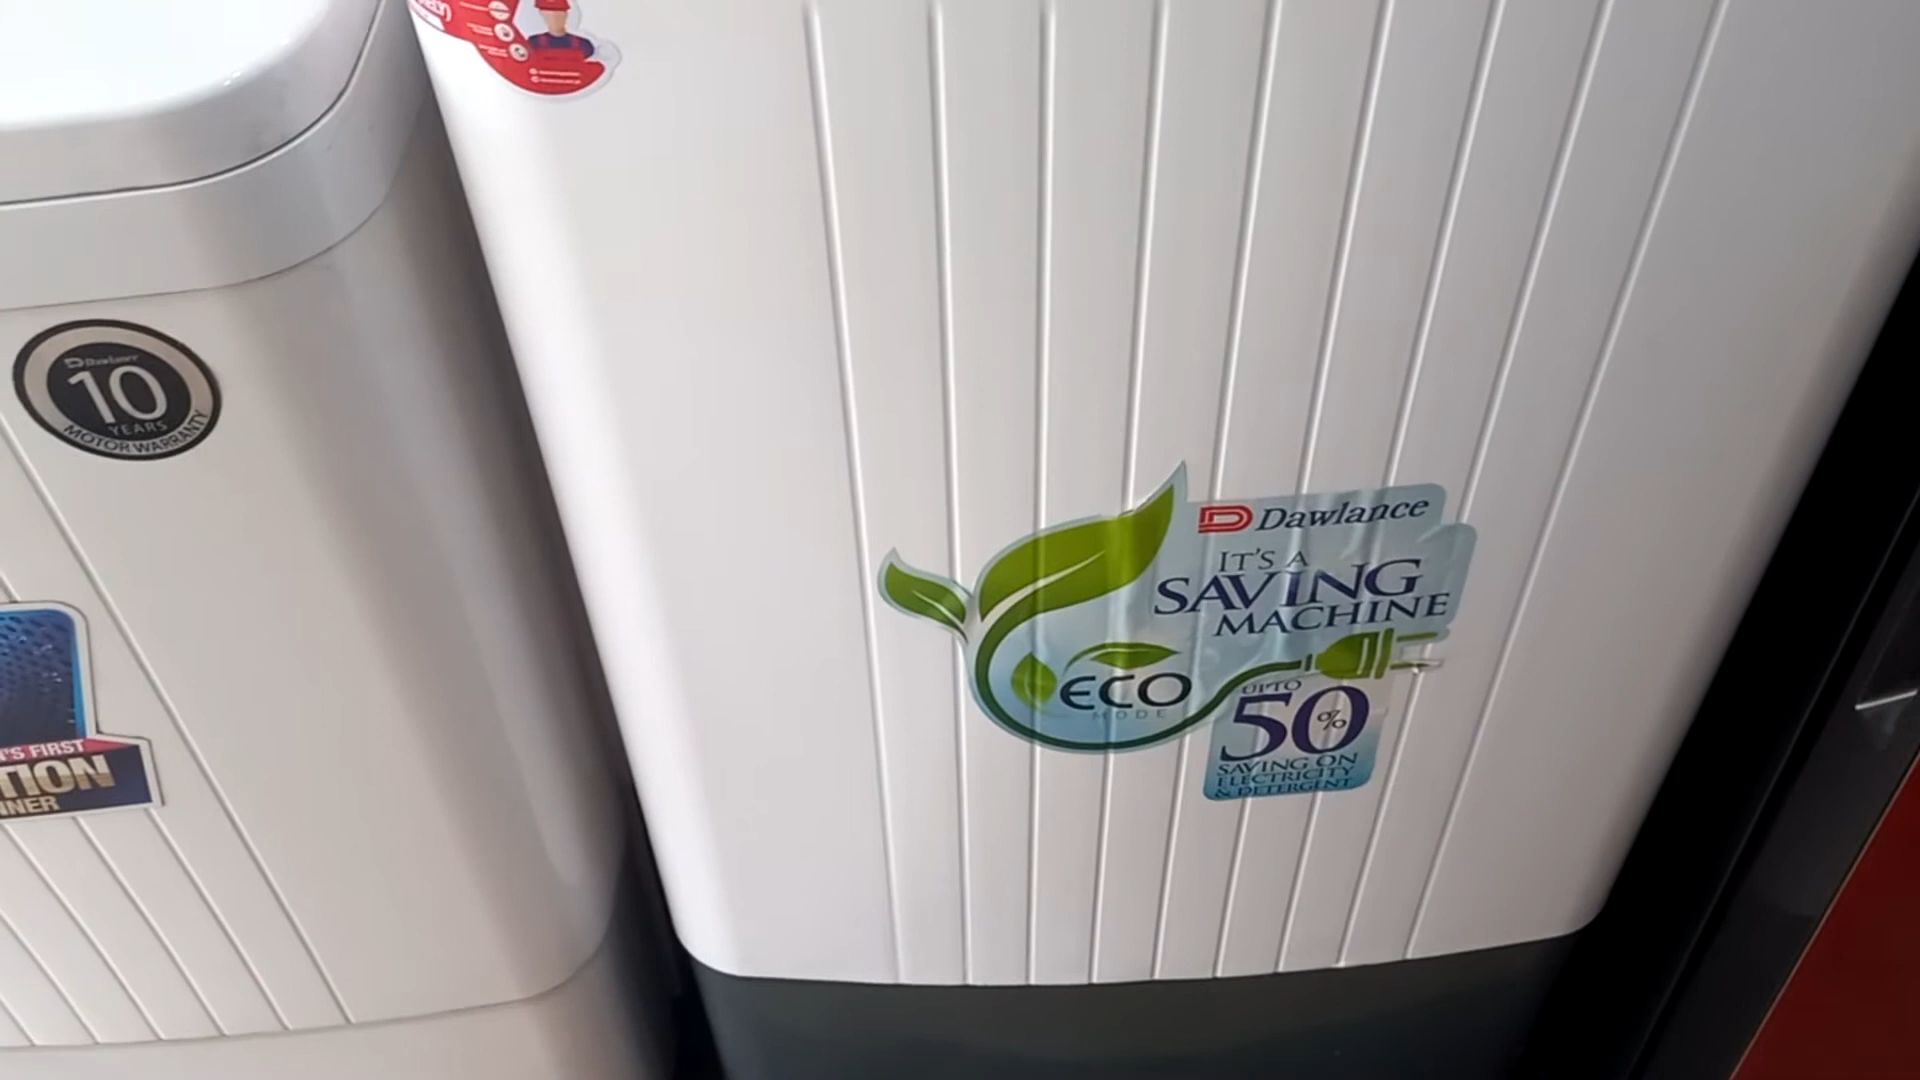 Dawlance
10
YEARS
MOTOR WARRANTY
'S FIRST
TION
NNER
Dawlance
IT'S A
SAVING
MACHINE
ECO
MODE
UPTO
50%
SAVING ON
ELECTRICITY
& DETERGENT